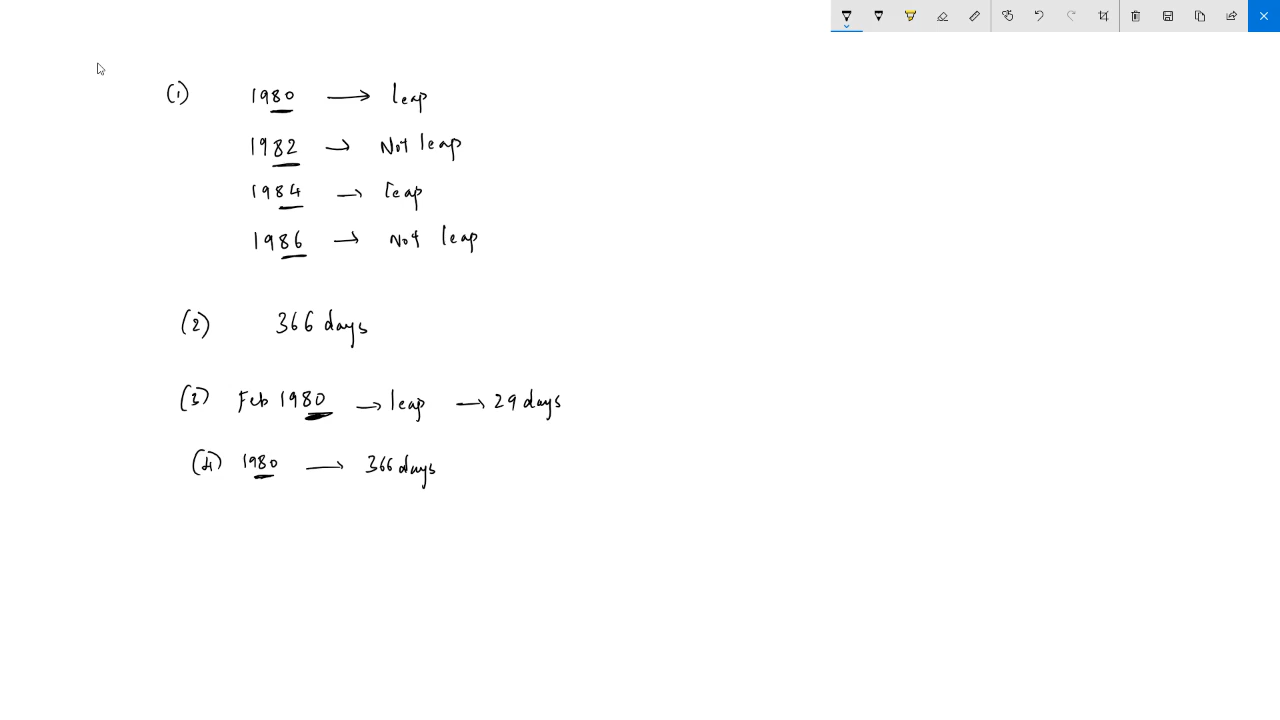 (1) 1980 → leap
1982 → Not leap
1984 → leap
1986 → Not leap
(2) 366 days
(3) Feb 1980 → leap → 29 days
(4) 1980 → 366 days